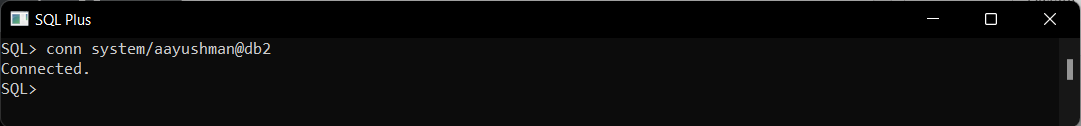 SQL Plus
SQL> conn system/aayushman@db2
Connected.
SQL>